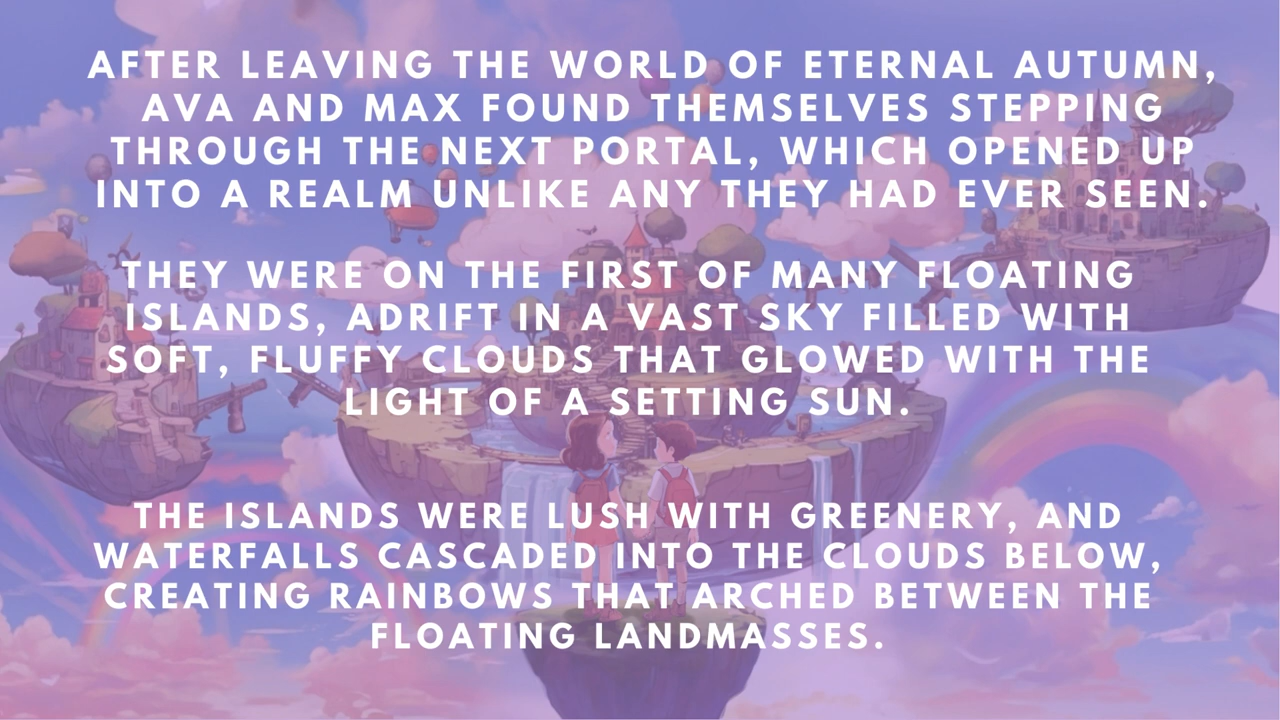 AFTER LEAVING THE WORLD OF ETERNAL AUTUMN,
AVA AND MAX FOUND THEMSELVES STEPPING
THROUGH THE NEXT PORTAL, WHICH OPENED UP
INTO A REALM UNLIKE ANY THEY HAD EVER SEEN.
THEY WERE ON THE FIRST OF MANY FLOATING
ISLANDS, ADRIFT IN A VAST SKY FILLED WITH
SOFT, FLUFFY CLOUDS THAT GLOWED WITH THE
LIGHT OF A SETTING SUN.
THE ISLANDS WERE LUSH WITH GREENERY, AND
WATERFALLS CASCADED INTO THE CLOUDS BELOW,
CREATING RAINBOWS THAT ARCHED BETWEEN THE
FLOATING LANDMASSES.